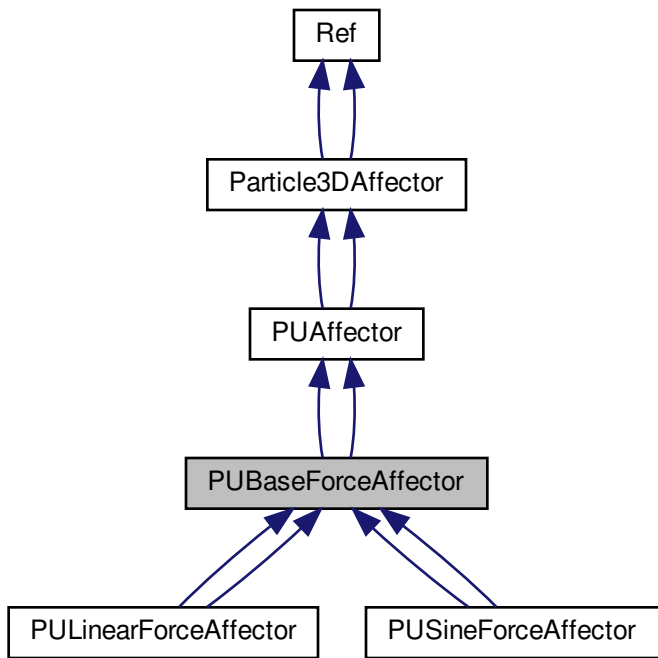 Ref
Particle3DAffector
PUAffector
PUBaseForceAffector
PULinearForceAffector
PUSineForceAffector